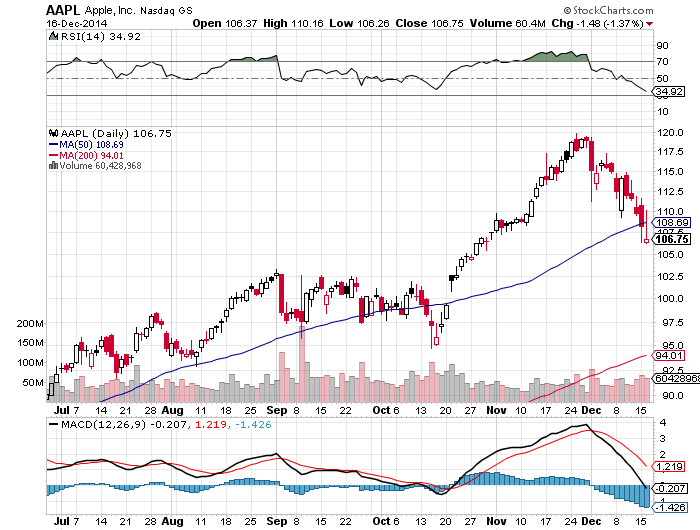 AAPL Apple, Inc. Nasdaq GS © StockCharts.com
16-Dec-2014 Open 106.37 High 110.16 Low 106.26 Close 106.75 Volume 60.4M Chg -1.48 (-1.37%)
RSI(14) 34.92
90
70
50
34.92
30
10
AAPL (Daily) 106.75
MA(50) 108.69
MA(200) 94.01
Volume 60,428,968
120.0
117.5
115.0
112.5
110.0
108.69
107.5
106.75
105.0
102.5
100.0
97.5
95.0
94.01
92.5
60428968
90.0
200M
150M
100M
50M
Jul 7 14 21 28 Aug 11 18 25 Sep 8 15 22 Oct 6 13 20 27 Nov 10 17 24 Dec 8 15
MACD(12,26,9) -0.207, 1.219, -1.426
4
3
2
1.219
-0.207
-1.426
Jul 7 14 21 28 Aug 11 18 25 Sep 8 15 22 Oct 6 13 20 27 Nov 10 17 24 Dec 8 15